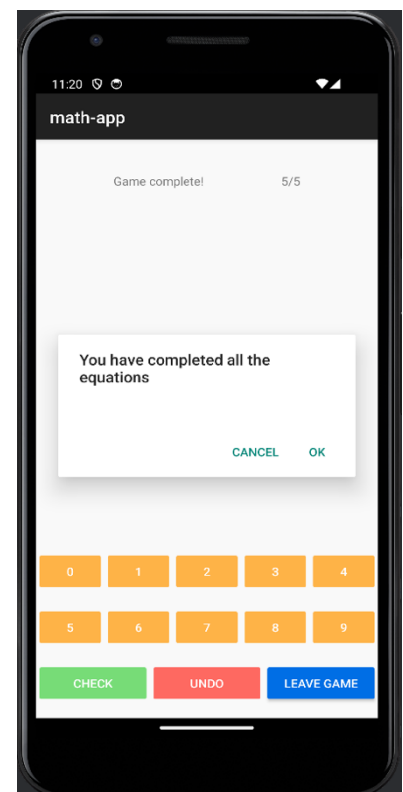 11:20
math-app
Game complete! 5/5
You have completed all the
equations
CANCEL OK
0 1 2 3 4
5 6 7 8 9
CHECK UNDO LEAVE GAME